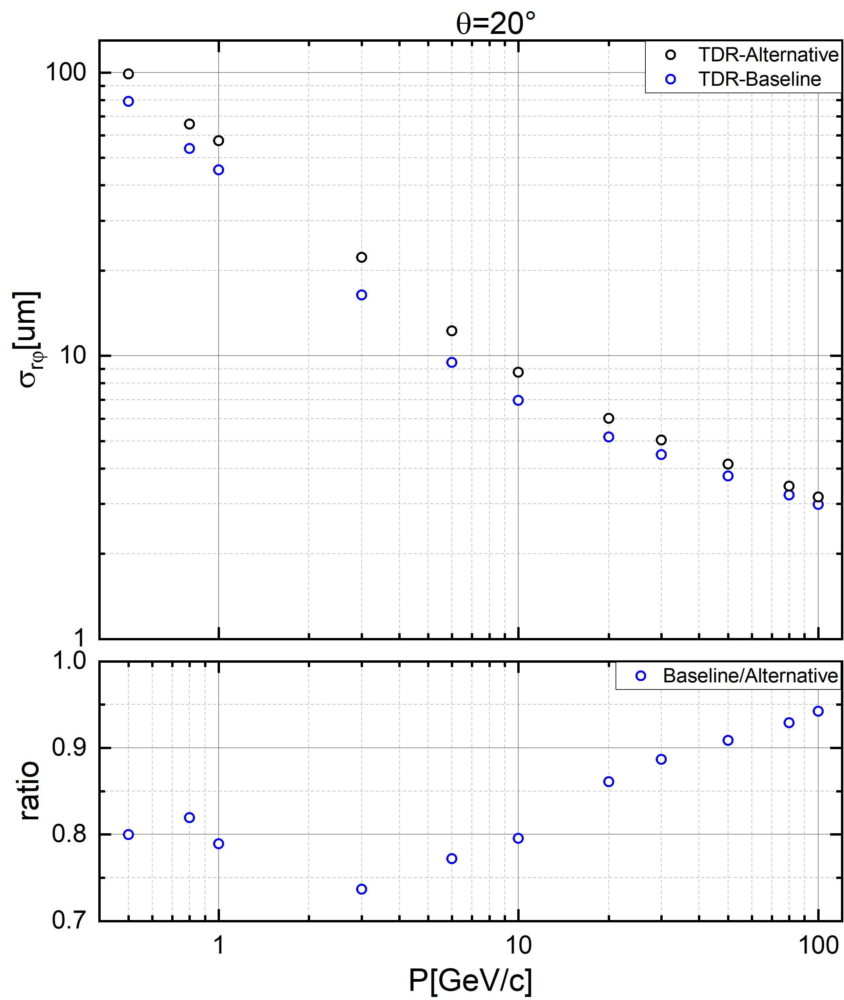 θ=20°
TDR-Alternative
TDR-Baseline
100
10
1
σrφ[um]
1.0
0.9
0.8
0.7
ratio
Baseline/Alternative
1
10
100
P[GeV/c]